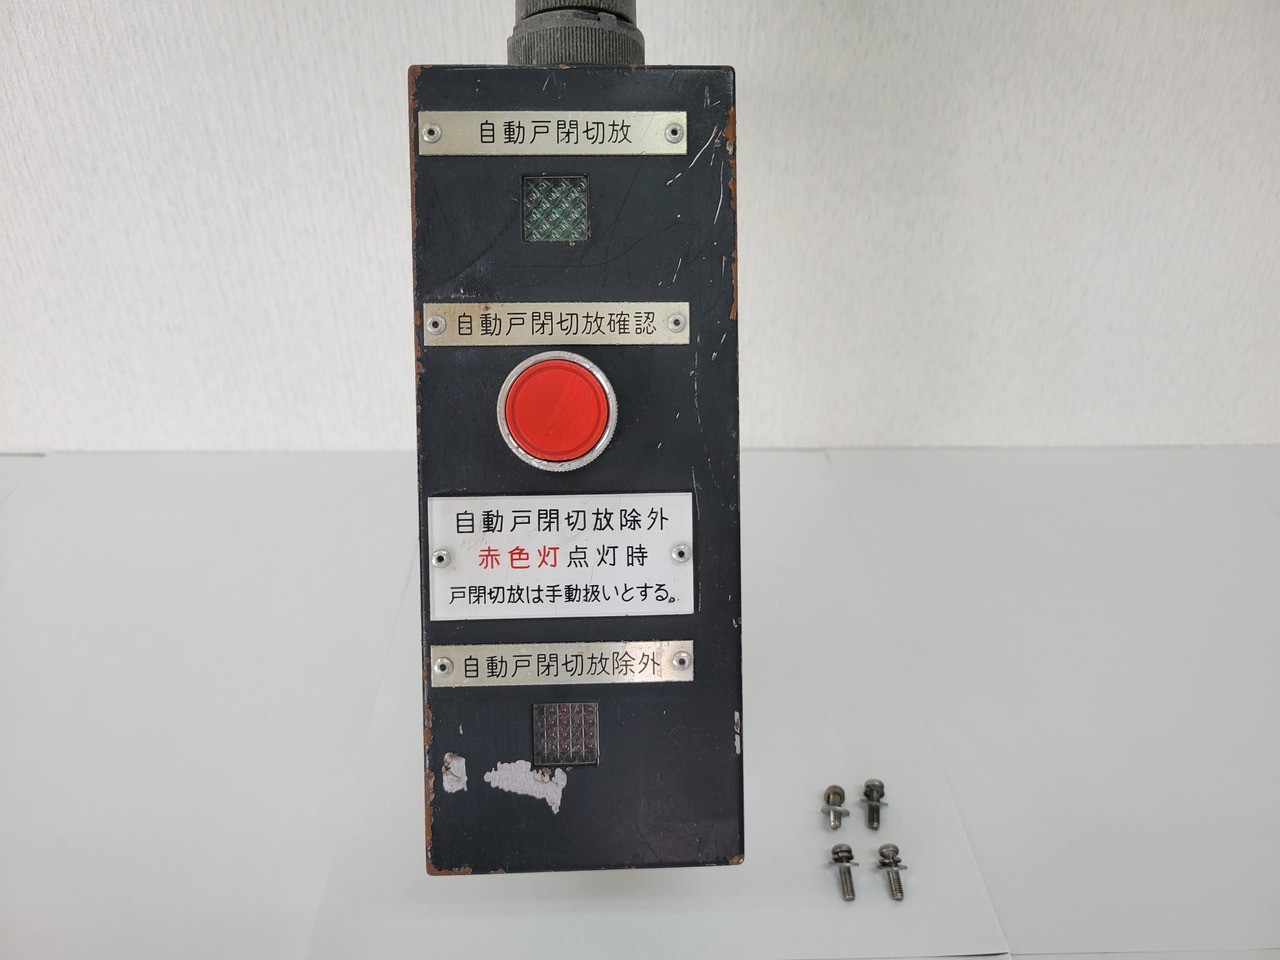 自動戸閉切放
自動戸閉切放確認
自動戸閉切放除外
赤色灯点灯時
戸閉切放は手動扱いとする。
自動戸閉切放除外